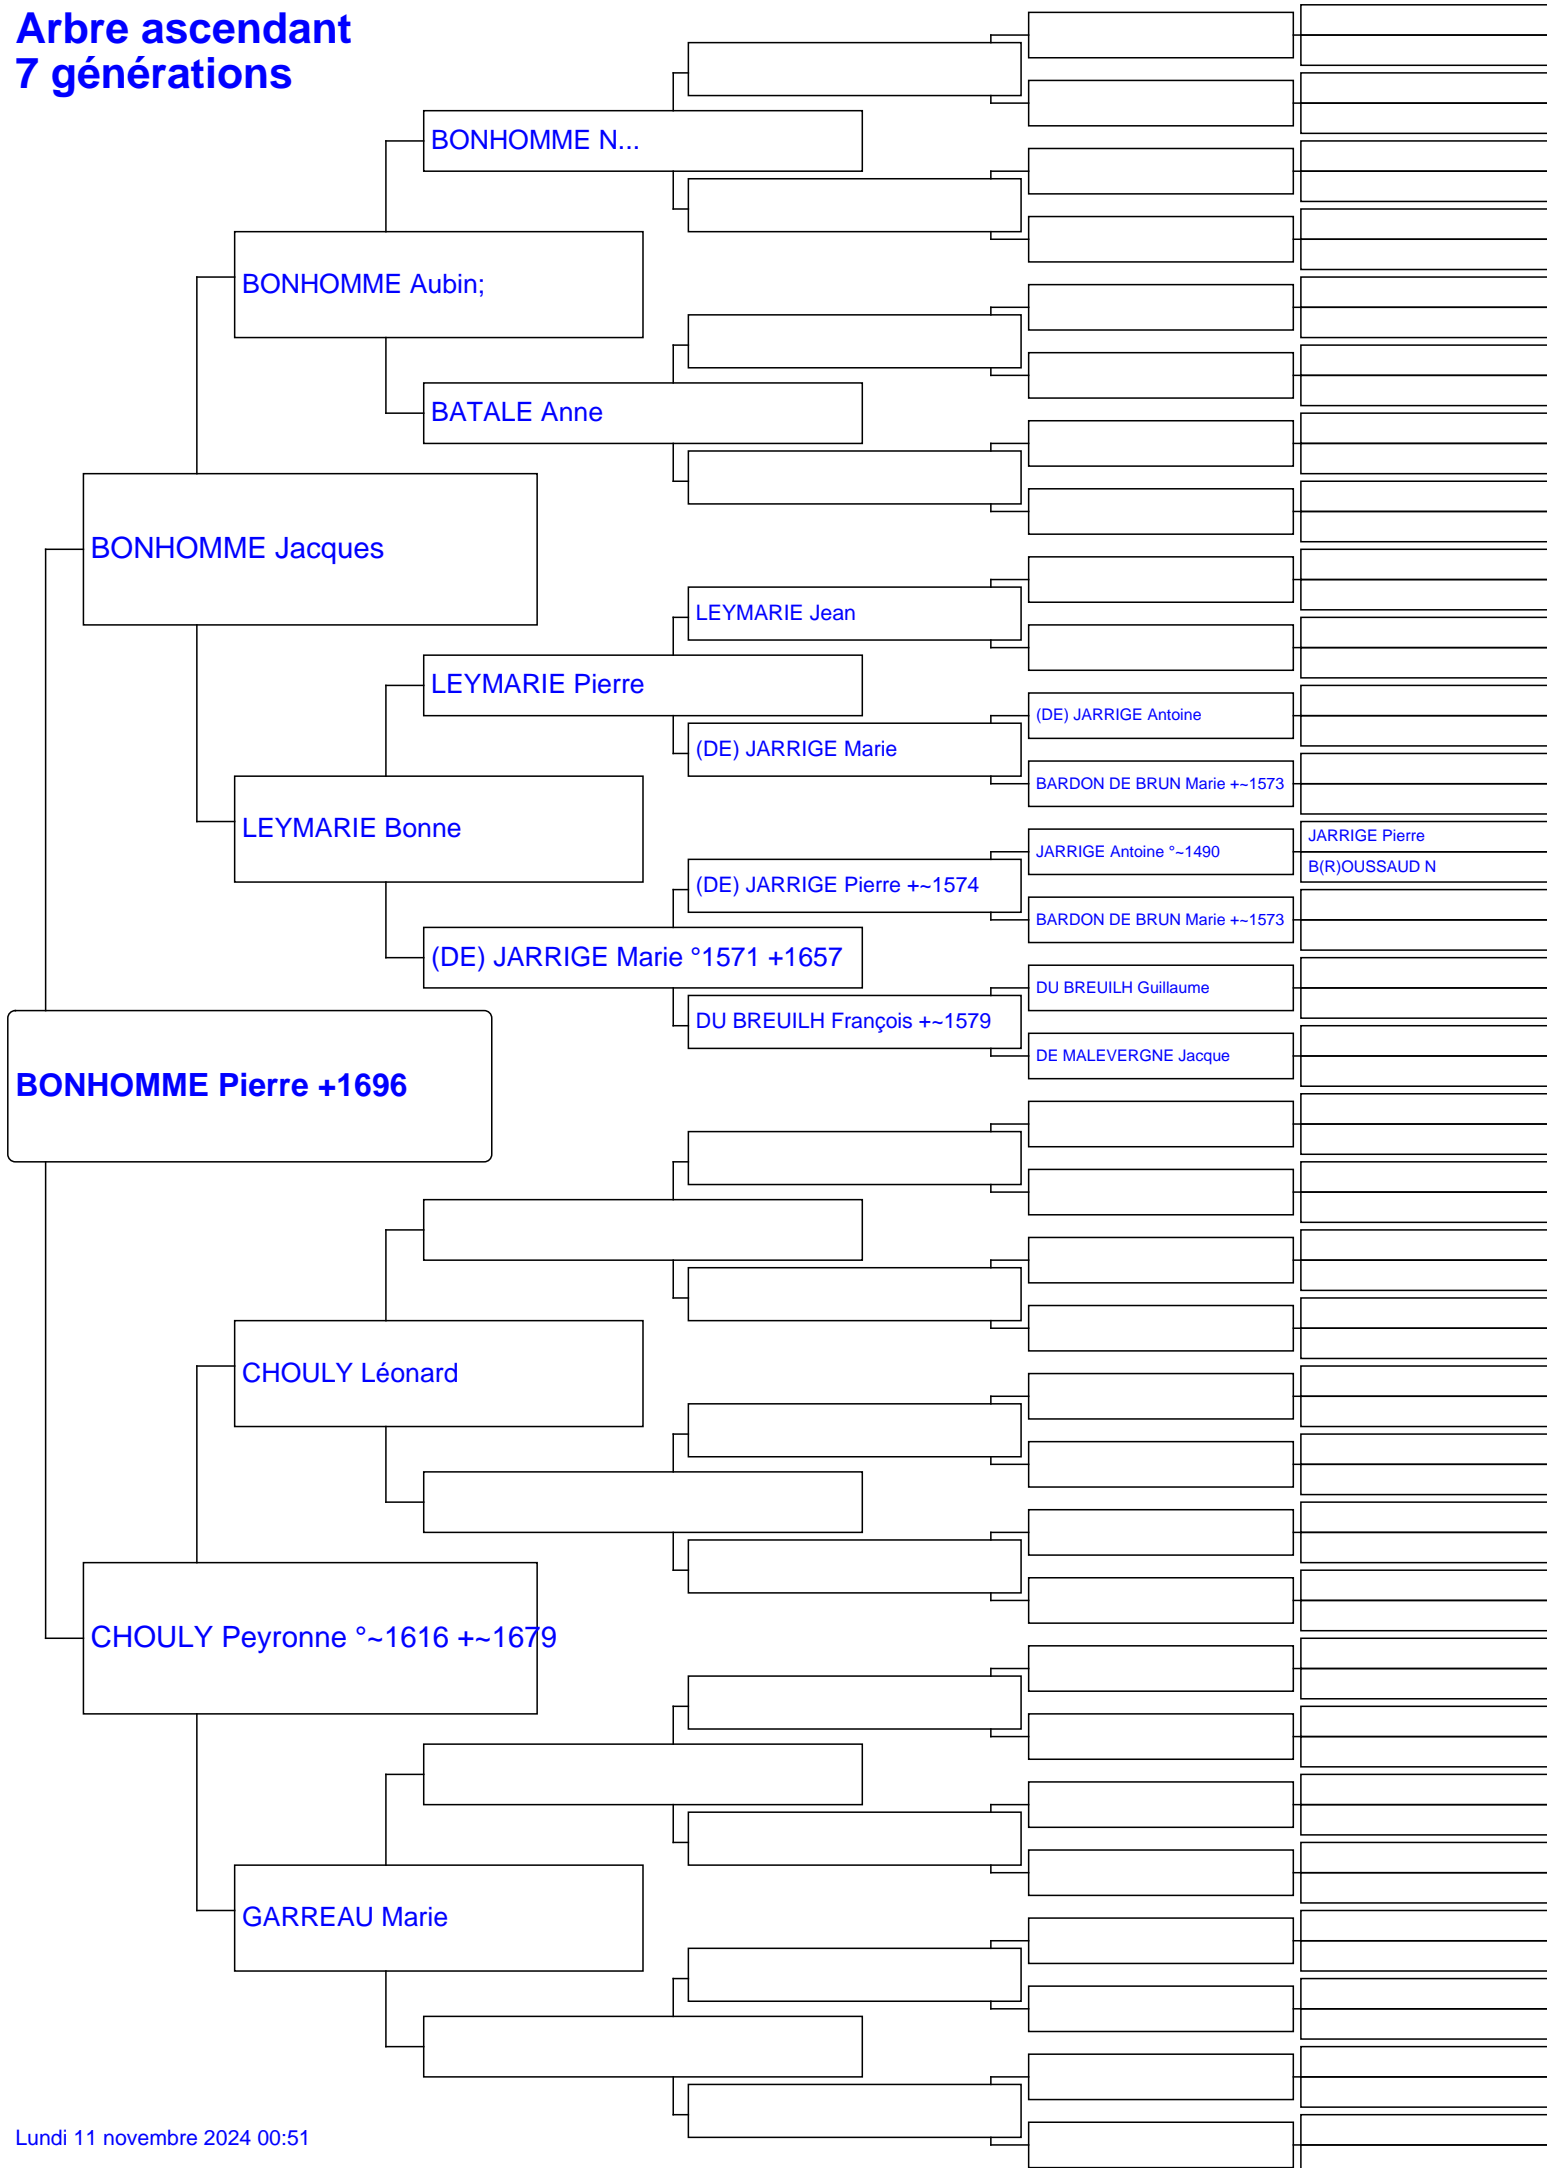 Arbre ascendant
7 générations
BONHOMME N...
BONHOMME Aubin;
BATALE Anne
BONHOMME Jacques
LEYMARIE Jean
LEYMARIE Pierre
(DE) JARRIGE Antoine
(DE) JARRIGE Marie
BARDON DE BRUN Marie +~1573
LEYMARIE Bonne
JARRIGE Pierre
JARRIGE Antoine °~1490
B(R)OUSSAUD N
(DE) JARRIGE Pierre +~1574
BARDON DE BRUN Marie +~1573
(DE) JARRIGE Marie °1571 +1657
DU BREUILH Guillaume
DU BREUILH François +~1579
DE MALEVERGNE Jacque
BONHOMME Pierre +1696
CHOULY Léonard
CHOULY Peyronne °~1616 +~1679
GARREAU Marie
Lundi 11 novembre 2024 00:51